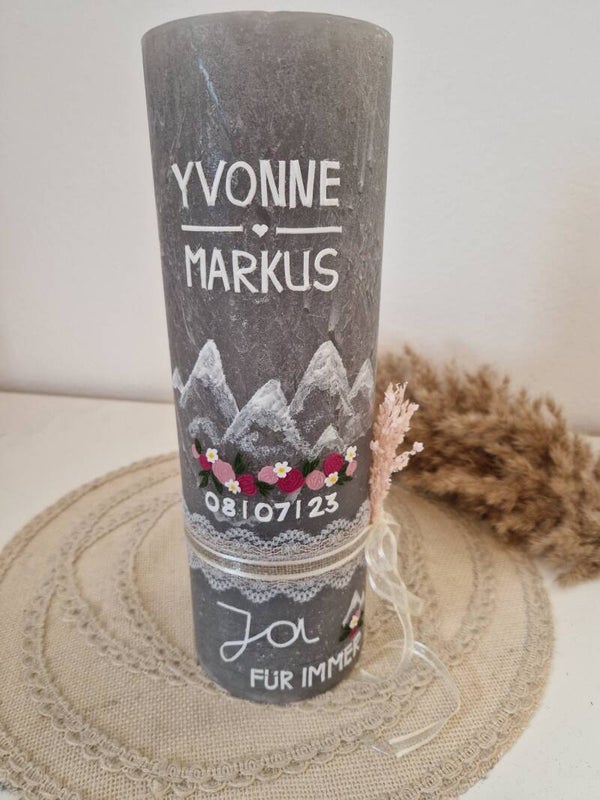 YVONNE
MARKUS
08|07|23
Ja
FÜR IMMER